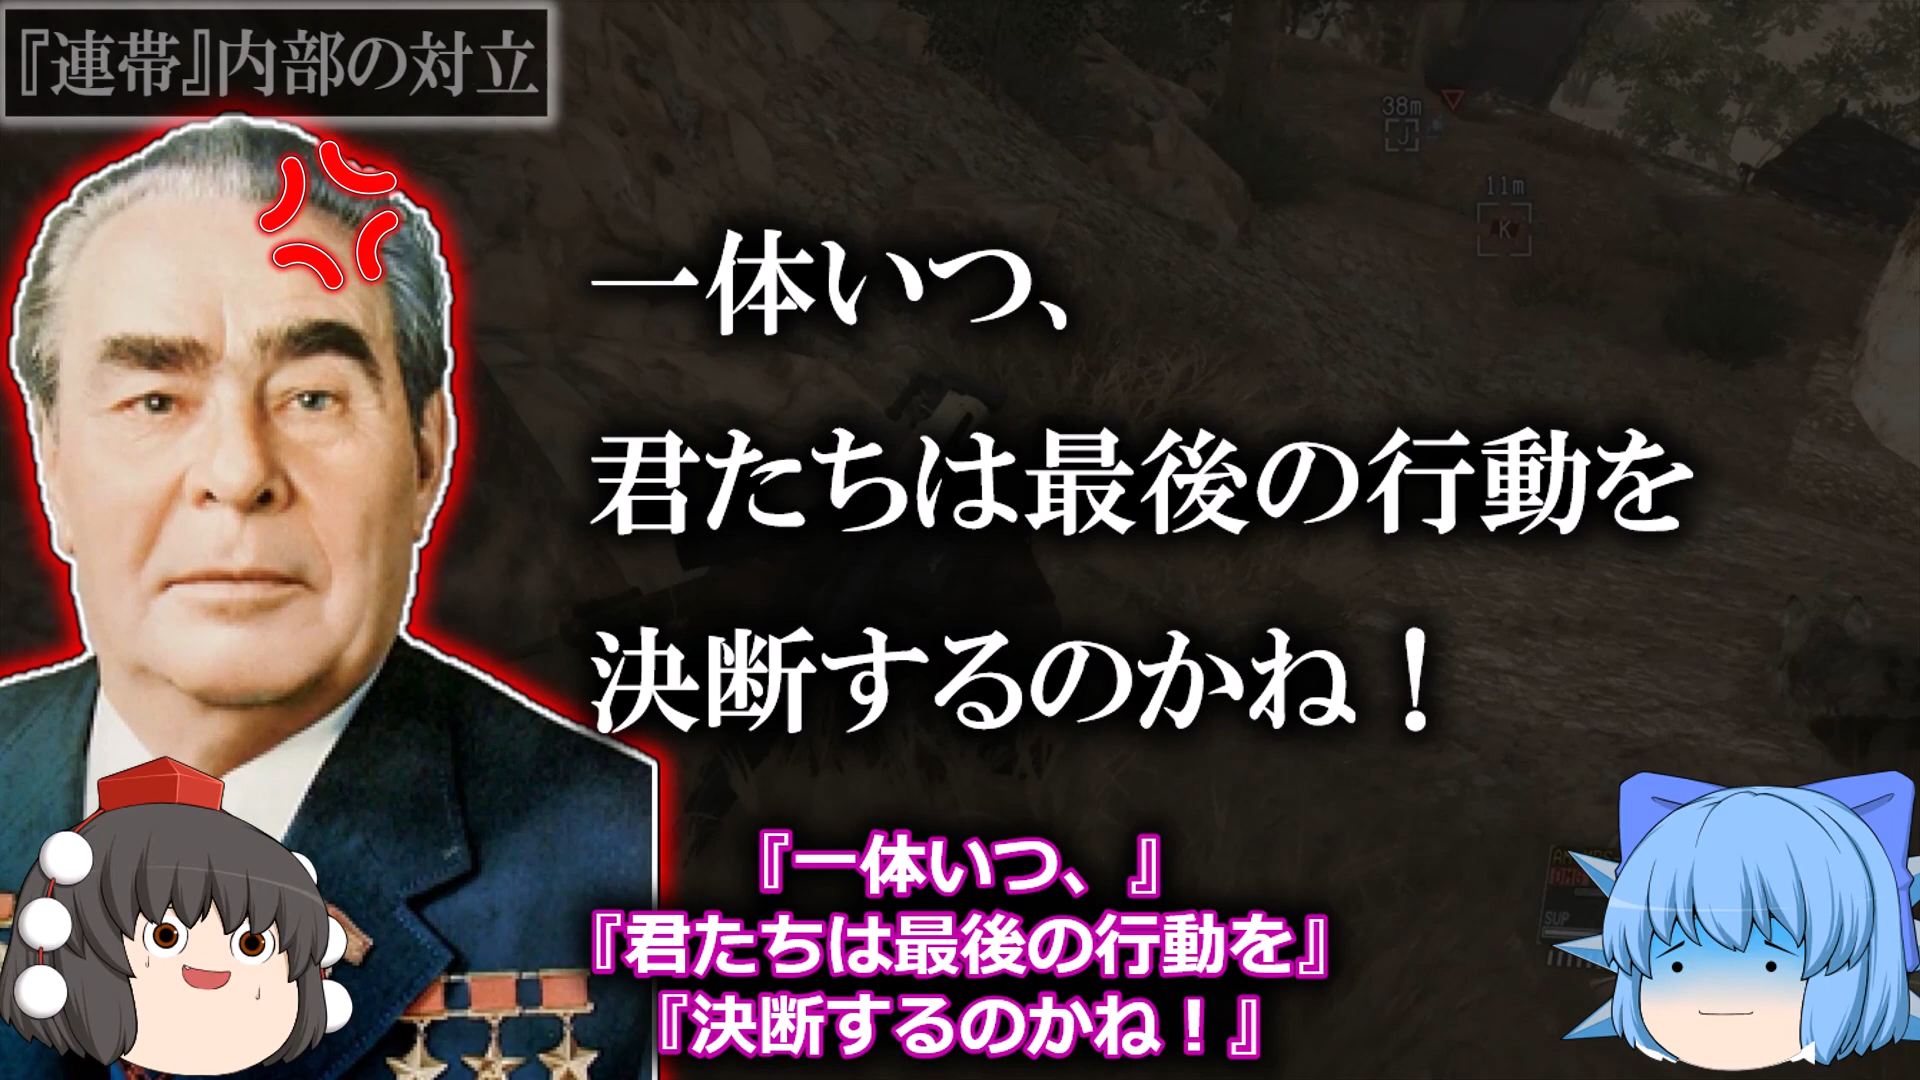 『連帯』内部の対立
38m
J
11m
K
一体いつ、
君たちは最後の行動を
決断するのかね！
『一体いつ、』
『君たちは最後の行動を』
『決断するのかね！』
SUP